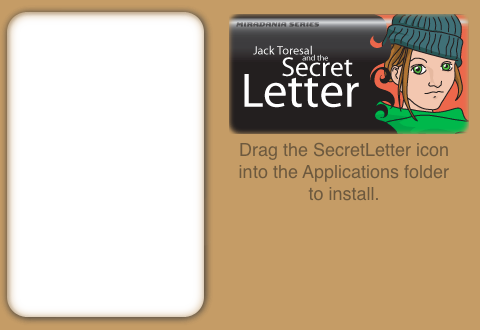 MIRADANIA SERIES
Jack Toresal
and the
Secret
Letter
Drag the SecretLetter icon
into the Applications folder
to install.